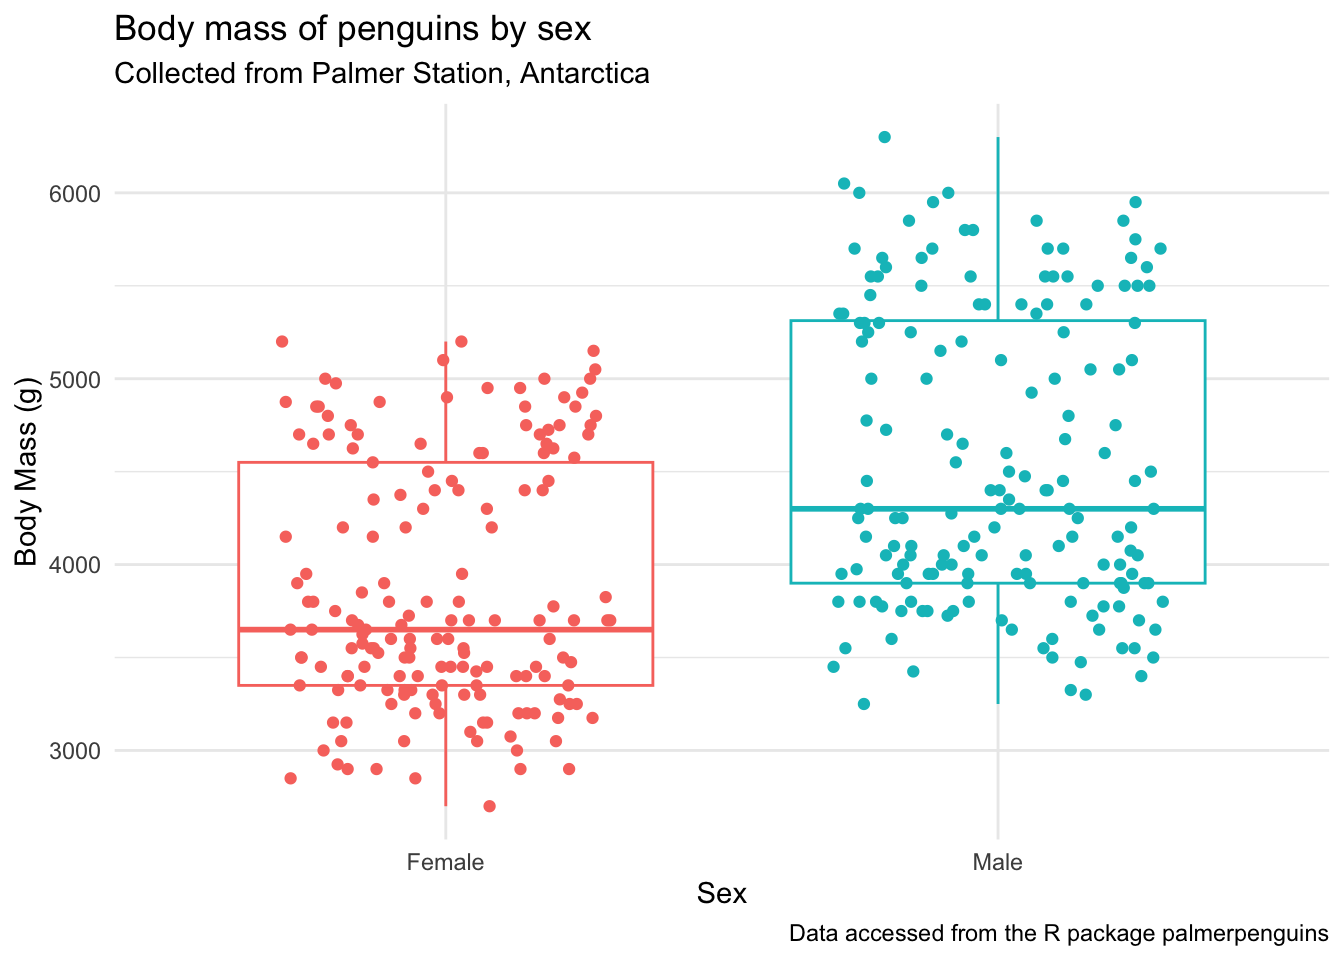 Body mass of penguins by sex
Collected from Palmer Station, Antarctica
6000
5000
4000
3000
Body Mass (g)
Female
Male
Sex
Data accessed from the R package palmerpenguins